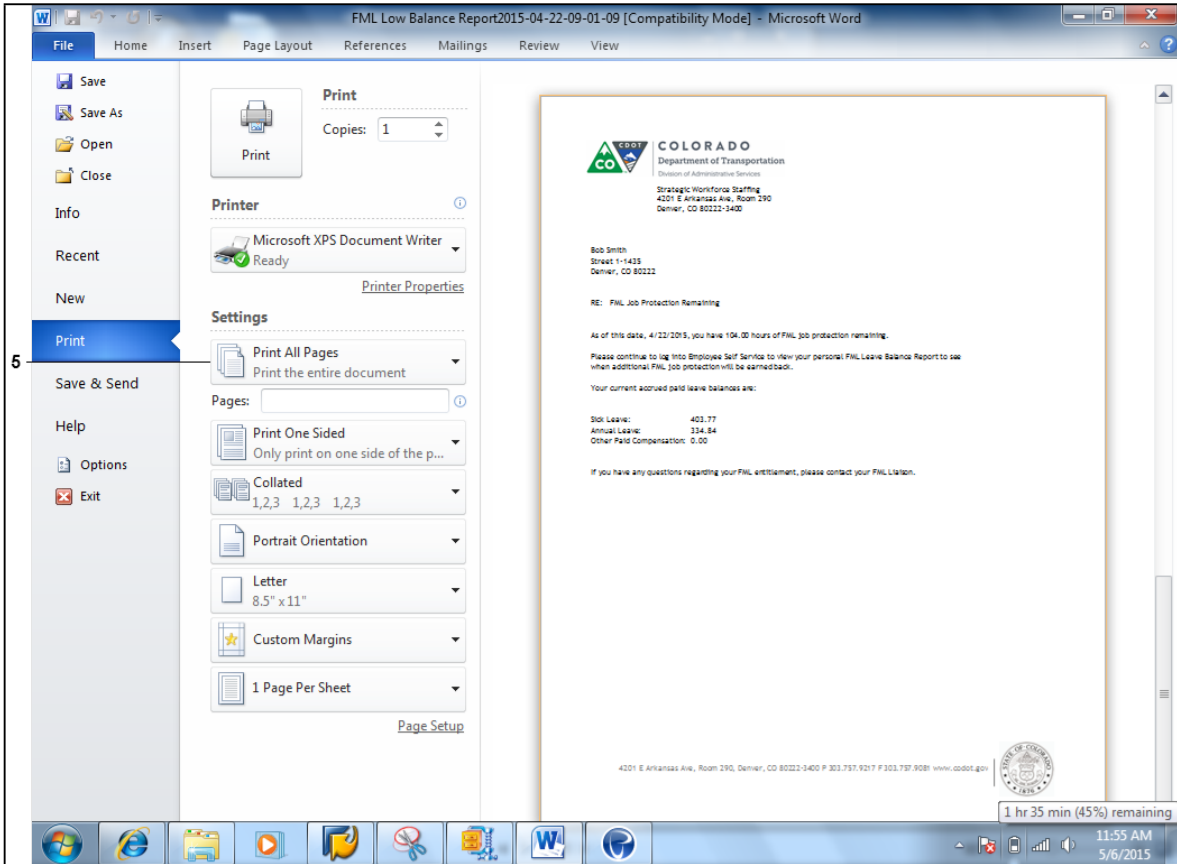 FML Low Balance Report2015-04-22-09-01-09 [Compatibility Mode] - Microsoft Word
File Home Insert Page Layout References Mailings Review View
Save
Save As
Open
Close
Info
Recent
New
Print
Save & Send
Help
Options
Exit
5
Print
Print
Copies: 1
Printer
Microsoft XPS Document Writer
Ready
Printer Properties
Settings
Print All Pages
Print the entire document
Pages:
Print One Sided
Only print on one side of the p...
Collated
1,2,3 1,2,3 1,2,3
Portrait Orientation
Letter
8.5" x 11"
Custom Margins
1 Page Per Sheet
Page Setup
CO
CDOT
COLORADO
Department of Transportation
Division of Administrative Services
Strategic Workforce Staffing
4201 E Arkansas Ave, Room 290
Denver, CO 80222-3400
Bob Smith
Street 1-1435
Denver, CO 80222
RE: FML Job Protection Remaining
As of this date, 4/22/2015, you have 104.00 hours of FML job protection remaining.
Please continue to log into Employee Self Service to view your personal FML Leave Balance Report to see
when additional FML job protection will be earned back.
Your current accrued paid leave balances are:
Sick Leave: 403.77
Annual Leave: 334.84
Other Paid Compensation: 0.00
If you have any questions regarding your FML entitlement, please contact your FML Liaison.
4201 E Arkansas Ave, Room 290, Denver, CO 80222-3400 P 303.757.9217 F 303.757.9081 www.codot.gov
STATE OF COLORADO
1876
1 hr 35 min (45%) remaining
11:55 AM
5/6/2015